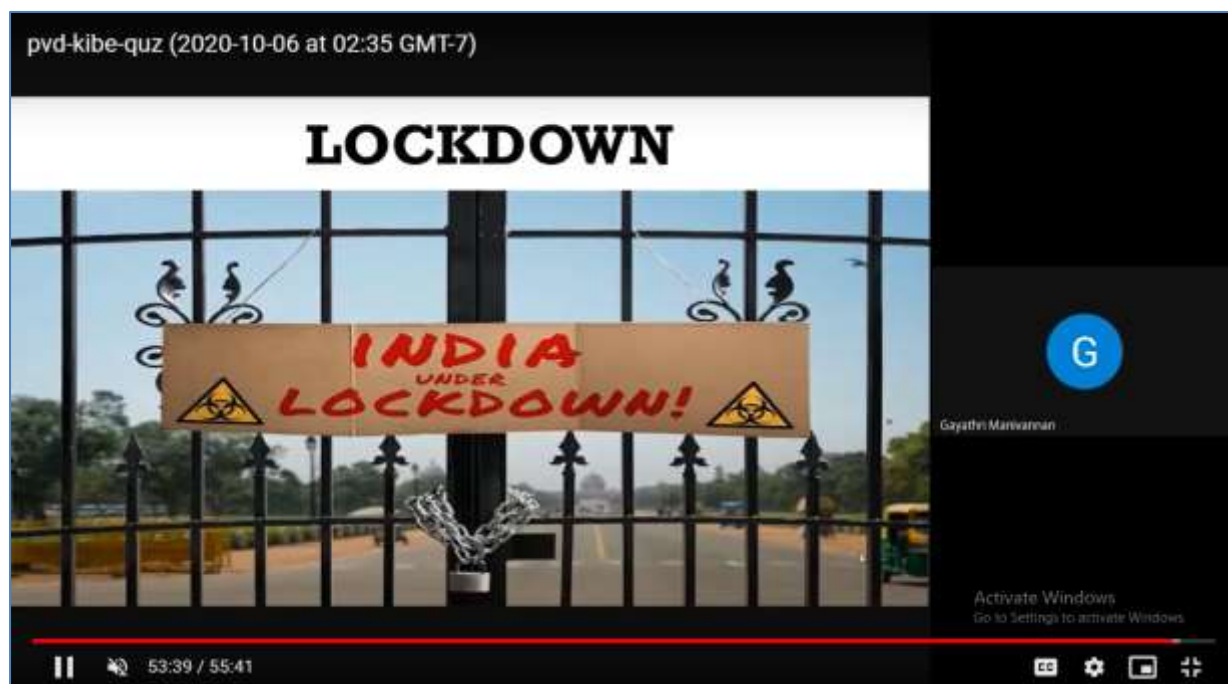 pvd-kibe-quz (2020-10-06 at 02:35 GMT-7)
LOCKDOWN
INDIA
UNDER
LOCKDOWN!
G
Gayathri Manivannan
Activate Windows
Go to Settings to activate Windows.
53:39 / 55:41
CC